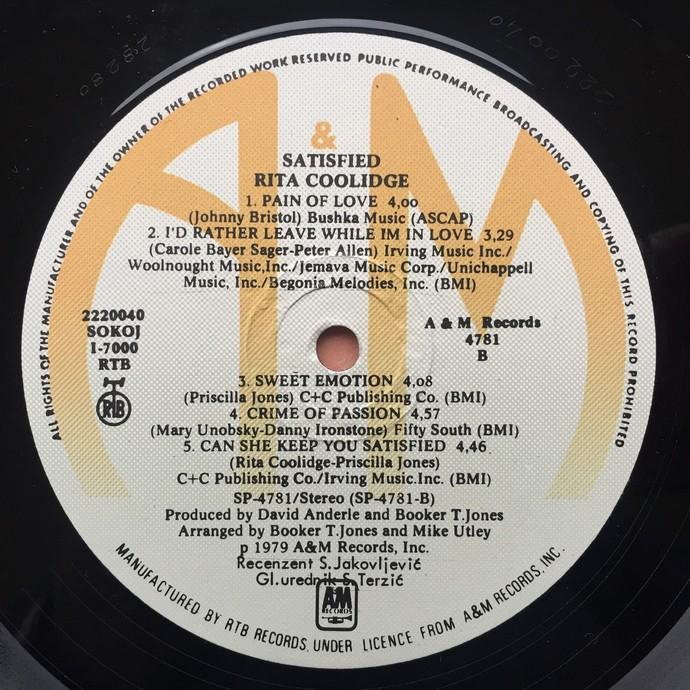 ALL RIGHTS OF THE MANUFACTURER AND OF THE OWNER OF THE RECORDED WORK RESERVED PUBLIC PERFORMANCE BROADCASTING AND COPYING OF THIS RECORD PROHIBITED
&
SATISFIED
RITA COOLIDGE
1. PAIN OF LOVE 4,00
(Johnny Bristol) Bushka Music (ASCAP)
2. I'D RATHER LEAVE WHILE IM IN LOVE 3,29
(Carole Bayer Sager-Peter Allen) Irving Music Inc./
Woolnought Music,Inc./Jemava Music Corp./Unichappell
Music, Inc./Begonia Melodies, Inc. (BMI)
2220040
SOKOJ
I-7000
RTB
RTB
A & M Records
4781
B
3. SWEET EMOTION 4,08
(Priscilla Jones) C+C Publishing Co. (BMI)
4. CRIME OF PASSION 4,57
(Mary Unobsky-Danny Ironstone) Fifty South (BMI)
5. CAN SHE KEEP YOU SATISFIED 4,46
(Rita Coolidge-Priscilla Jones)
C+C Publishing Co./Irving Music.Inc. (BMI)
SP-4781/Stereo (SP-4781-B)
Produced by David Anderle and Booker T.Jones
Arranged by Booker T.Jones and Mike Utley
p 1979 A&M Records, Inc.
Recenzent S.Jakovljević
Gl.urednik S.Terzić
A&M
RECORDS
MANUFACTURED BY RTB RECORDS, UNDER LICENCE FROM A&M RECORDS, INC.